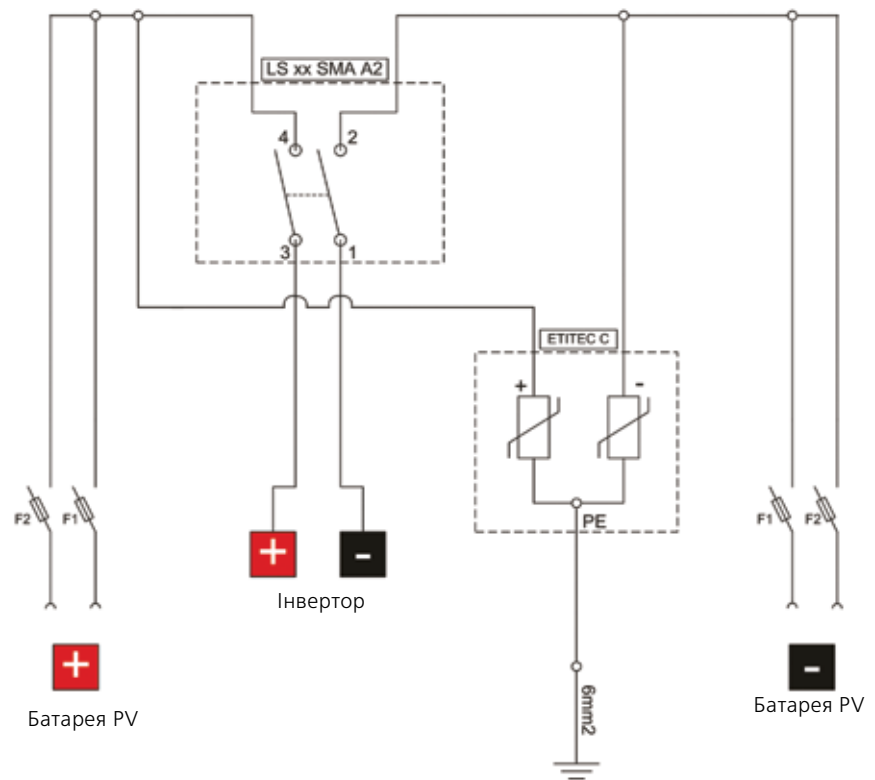 LS xx SMA A2
4 2
3 1
ETITEC C
+ -
F2 F1
F1 F2
PE
+ -
Інвертор
+
Батарея PV
-
Батарея PV
6mm2